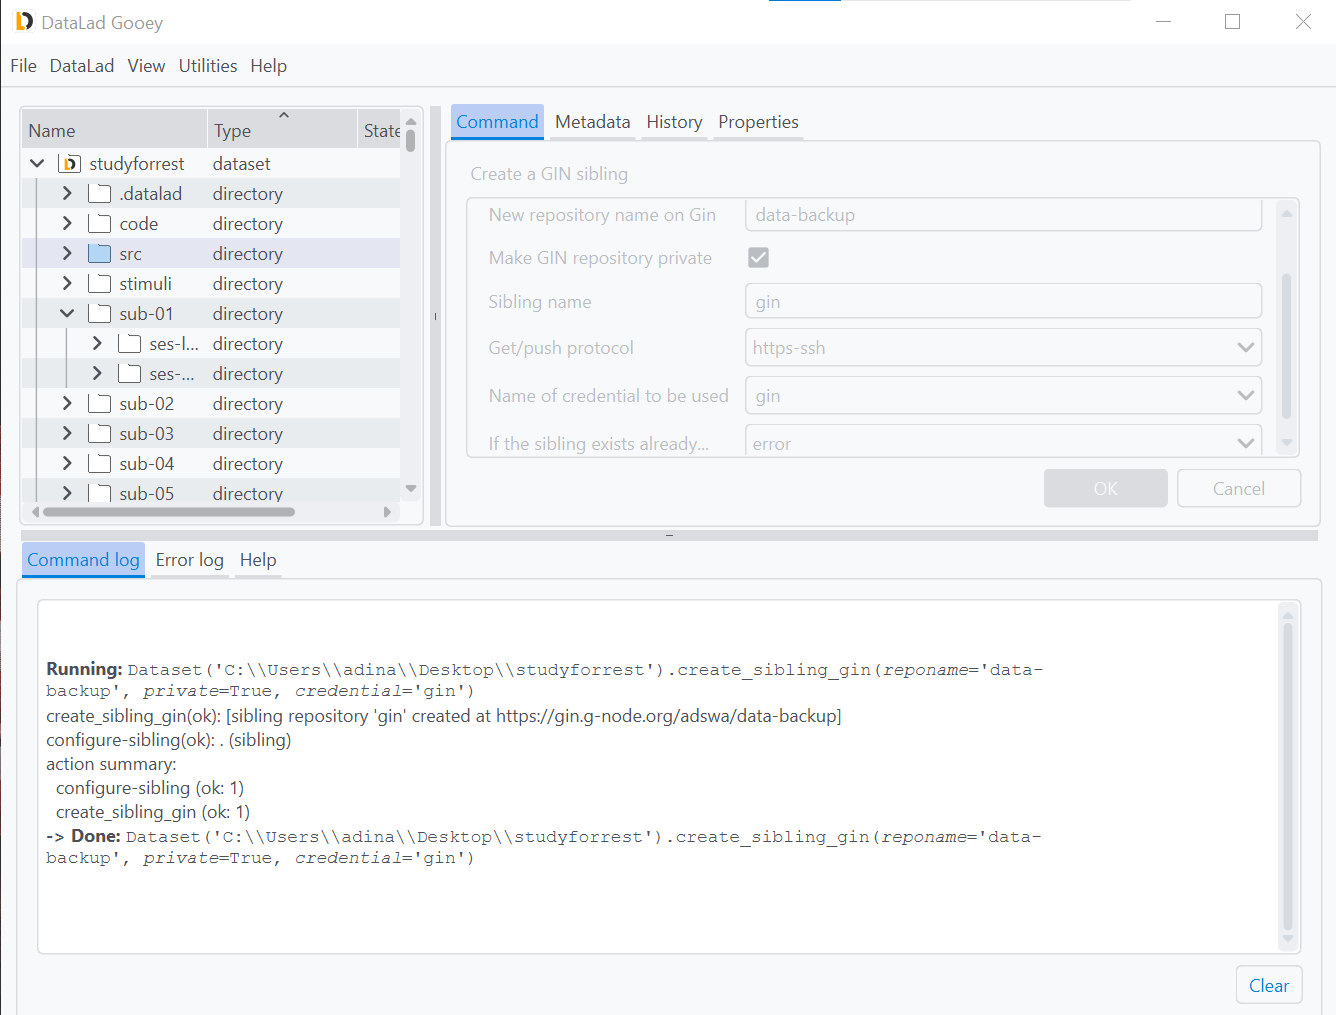 DataLad Gooey
File DataLad View Utilities Help
Name Type State
studyforrest dataset
.datalad directory
code directory
src directory
stimuli directory
sub-01 directory
ses-l... directory
ses-... directory
sub-02 directory
sub-03 directory
sub-04 directory
sub-05 directory
Command Metadata History Properties
Create a GIN sibling
New repository name on Gin data-backup
Make GIN repository private
Sibling name gin
Get/push protocol https-ssh
Name of credential to be used gin
If the sibling exists already... error
OK Cancel
Command log Error log Help
Running: Dataset('C:\\Users\\adina\\Desktop\\studyforrest').create_sibling_gin(reponame='data-
backup', private=True, credential='gin')
create_sibling_gin(ok): [sibling repository 'gin' created at https://gin.g-node.org/adswa/data-backup]
configure-sibling(ok): . (sibling)
action summary:
configure-sibling (ok: 1)
create_sibling_gin (ok: 1)
-> Done: Dataset('C:\\Users\\adina\\Desktop\\studyforrest').create_sibling_gin(reponame='data-
backup', private=True, credential='gin')
Clear